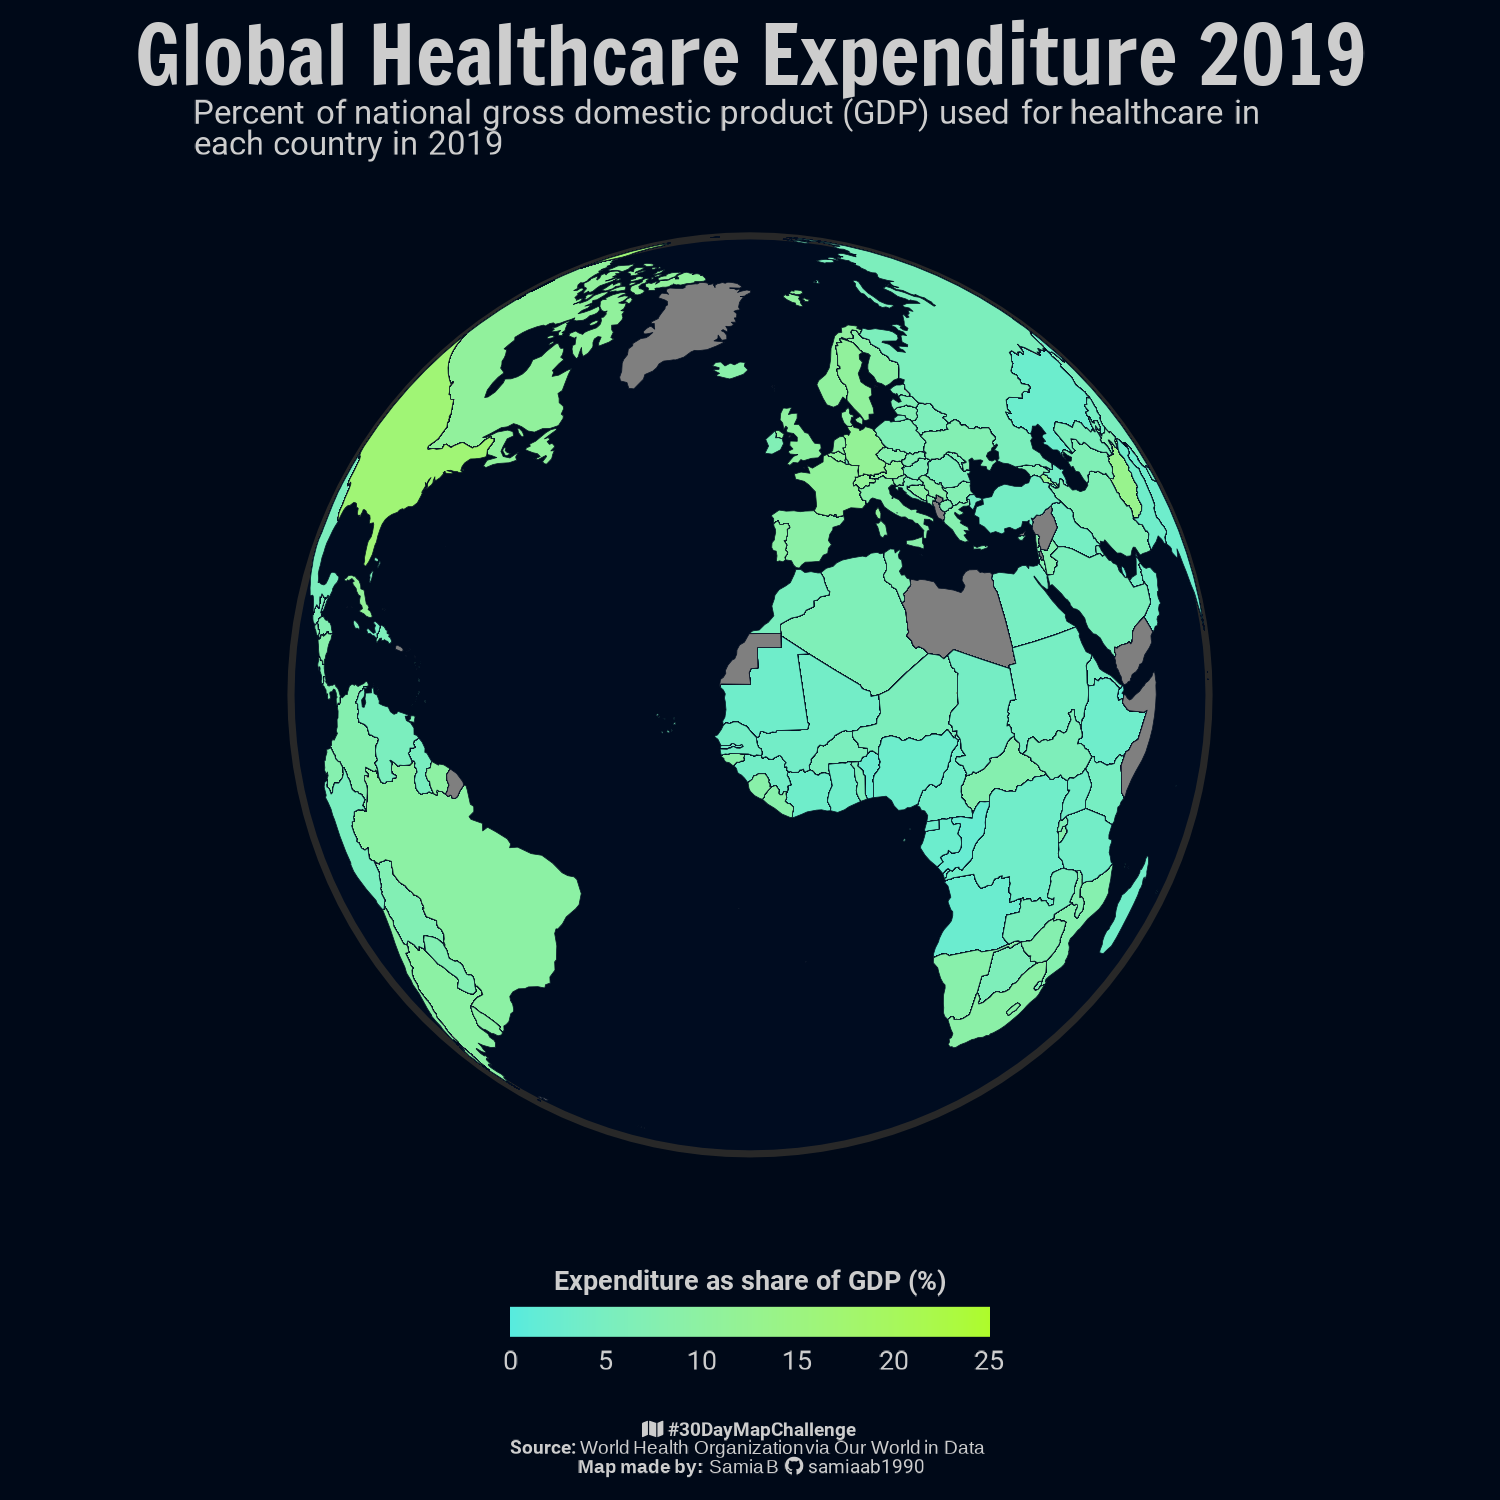 Global Healthcare Expenditure 2019
Percent of national gross domestic product (GDP) used for healthcare in
each country in 2019
Expenditure as share of GDP (%)
0 5 10 15 20 25
#30DayMapChallenge
Source: World Health Organization via Our World in Data
Map made by: Samia B samiaab1990